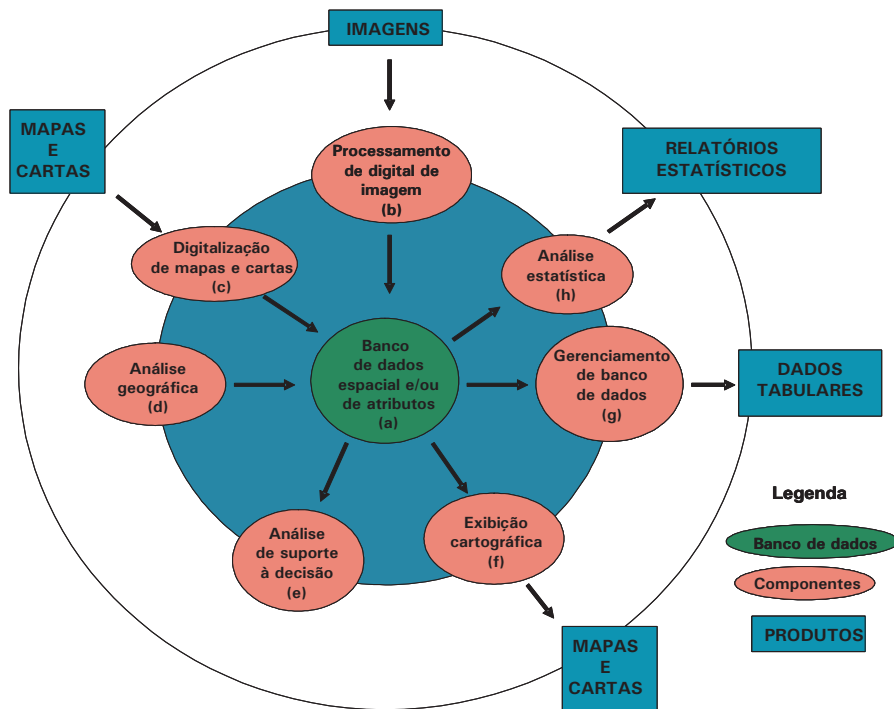 IMAGENS
MAPAS
E
CARTAS
Processamento
de digital de
imagem
(b)
RELATÓRIOS
ESTATÍSTICOS
Digitalização
de mapas e cartas
(c)
Análise
estatística
(h)
Análise
geográfica
(d)
Banco
de dados
espacial e/ou
de atributos
(a)
Gerenciamento
de banco
de dados
(g)
DADOS
TABULARES
Análise
de suporte
à decisão
(e)
Exibição
cartográfica
(f)
MAPAS
E
CARTAS
Legenda
Banco de dados
Componentes
PRODUTOS